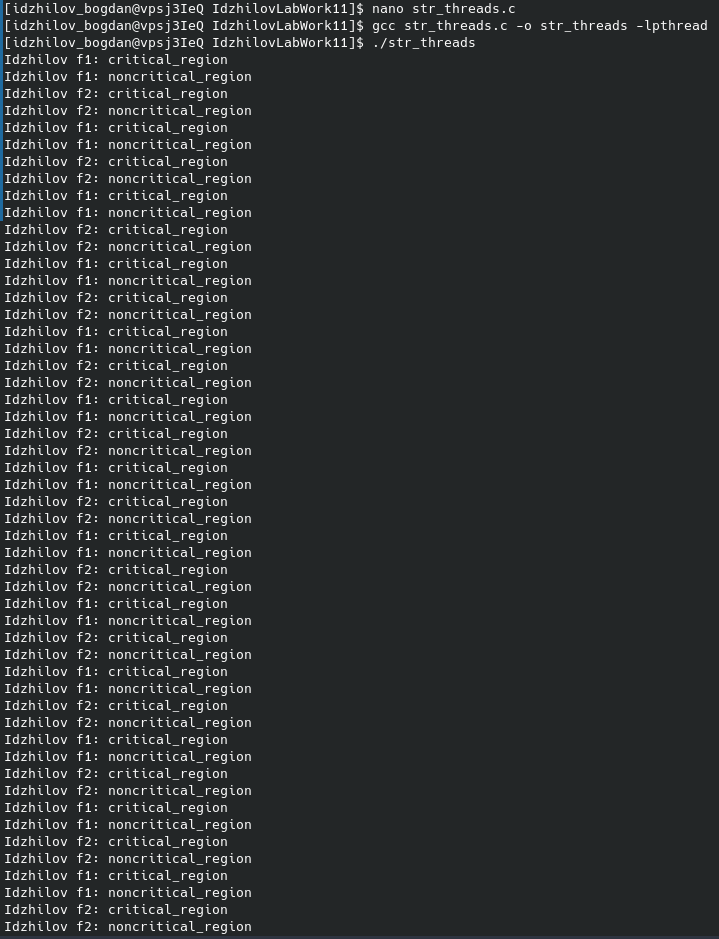 [idzhilov_bogdan@vpsj3IeQ IdzhilovLabWork11]$ nano str_threads.c
[idzhilov_bogdan@vpsj3IeQ IdzhilovLabWork11]$ gcc str_threads.c -o str_threads -lpthread
[idzhilov_bogdan@vpsj3IeQ IdzhilovLabWork11]$ ./str_threads
Idzhilov f1: critical_region
Idzhilov f1: noncritical_region
Idzhilov f2: critical_region
Idzhilov f2: noncritical_region
Idzhilov f1: critical_region
Idzhilov f1: noncritical_region
Idzhilov f2: critical_region
Idzhilov f2: noncritical_region
Idzhilov f1: critical_region
Idzhilov f1: noncritical_region
Idzhilov f2: critical_region
Idzhilov f2: noncritical_region
Idzhilov f1: critical_region
Idzhilov f1: noncritical_region
Idzhilov f2: critical_region
Idzhilov f2: noncritical_region
Idzhilov f1: critical_region
Idzhilov f1: noncritical_region
Idzhilov f2: critical_region
Idzhilov f2: noncritical_region
Idzhilov f1: critical_region
Idzhilov f1: noncritical_region
Idzhilov f2: critical_region
Idzhilov f2: noncritical_region
Idzhilov f1: critical_region
Idzhilov f1: noncritical_region
Idzhilov f2: critical_region
Idzhilov f2: noncritical_region
Idzhilov f1: critical_region
Idzhilov f1: noncritical_region
Idzhilov f2: critical_region
Idzhilov f2: noncritical_region
Idzhilov f1: critical_region
Idzhilov f1: noncritical_region
Idzhilov f2: critical_region
Idzhilov f2: noncritical_region
Idzhilov f1: critical_region
Idzhilov f1: noncritical_region
Idzhilov f2: critical_region
Idzhilov f2: noncritical_region
Idzhilov f1: critical_region
Idzhilov f1: noncritical_region
Idzhilov f2: critical_region
Idzhilov f2: noncritical_region
Idzhilov f1: critical_region
Idzhilov f1: noncritical_region
Idzhilov f2: critical_region
Idzhilov f2: noncritical_region
Idzhilov f1: critical_region
Idzhilov f1: noncritical_region
Idzhilov f2: critical_region
Idzhilov f2: noncritical_region